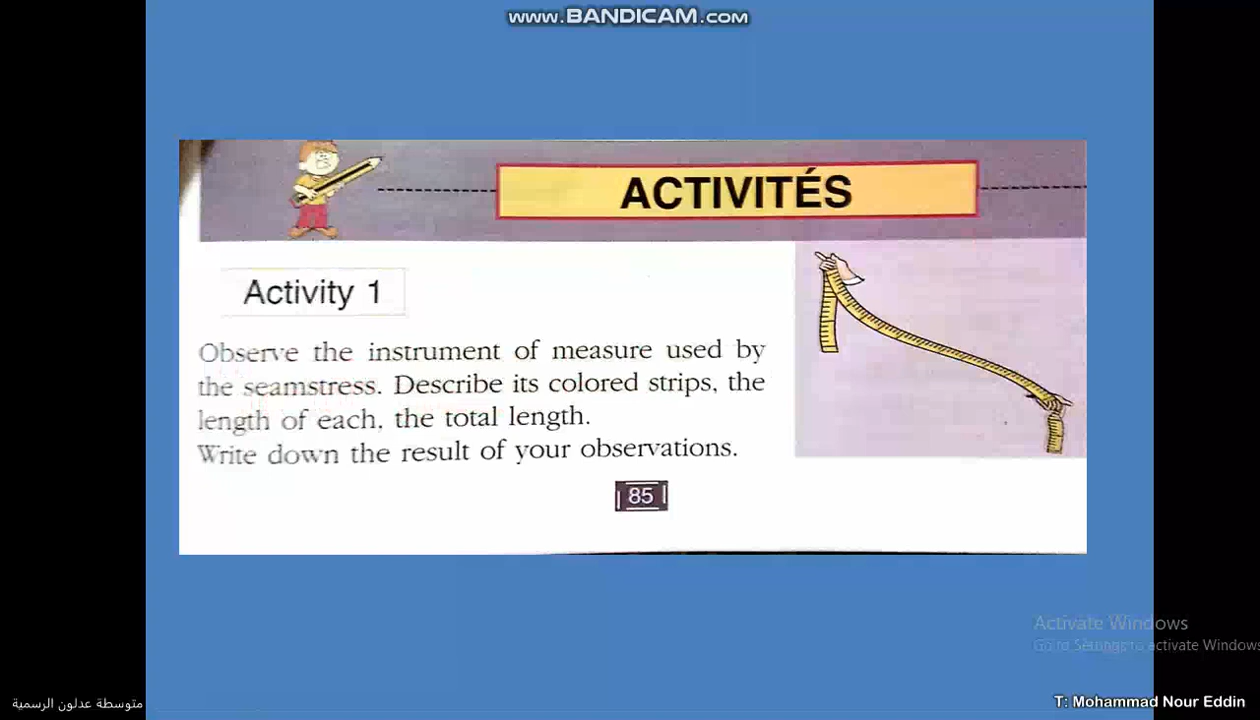 www.BANDICAM.com
ACTIVITÉS
Activity 1
Observe the instrument of measure used by
the seamstress. Describe its colored strips, the
length of each, the total length.
Write down the result of your observations.
85
Activate Windows
Go to Settings to activate Windows
متوسطة عدلون الرسمية
T: Mohammad Nour Eddin